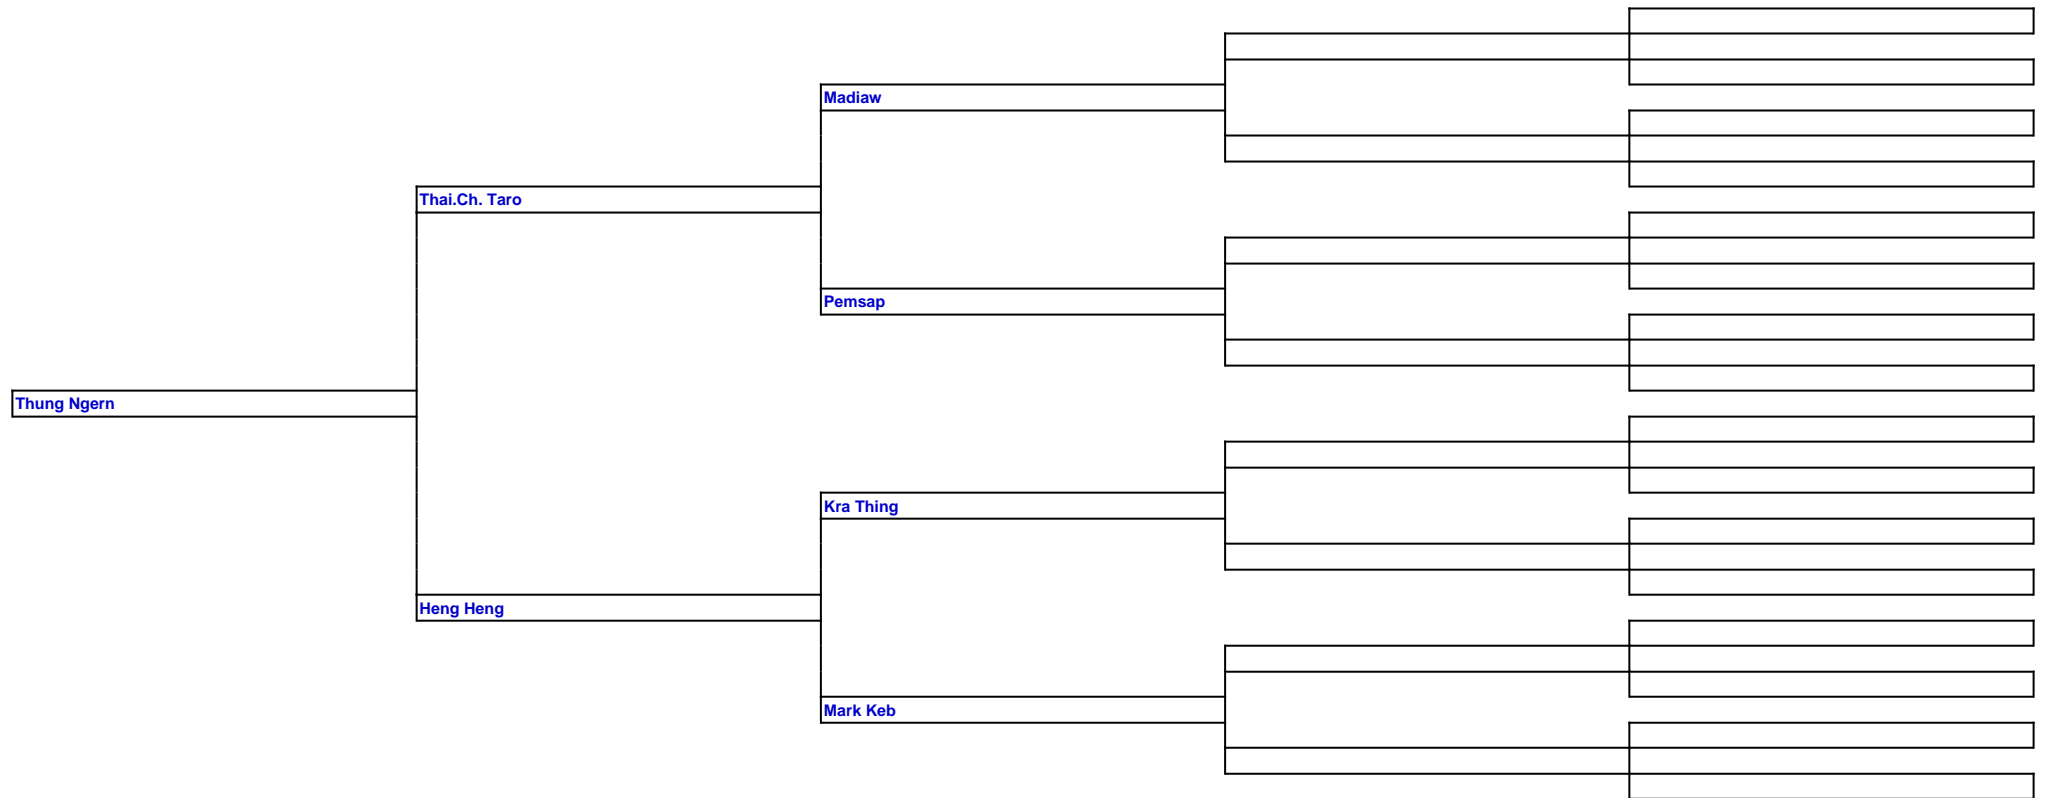 Madiaw
Thai.Ch. Taro
Pemsap
Thung Ngern
Kra Thing
Heng Heng
Mark Keb